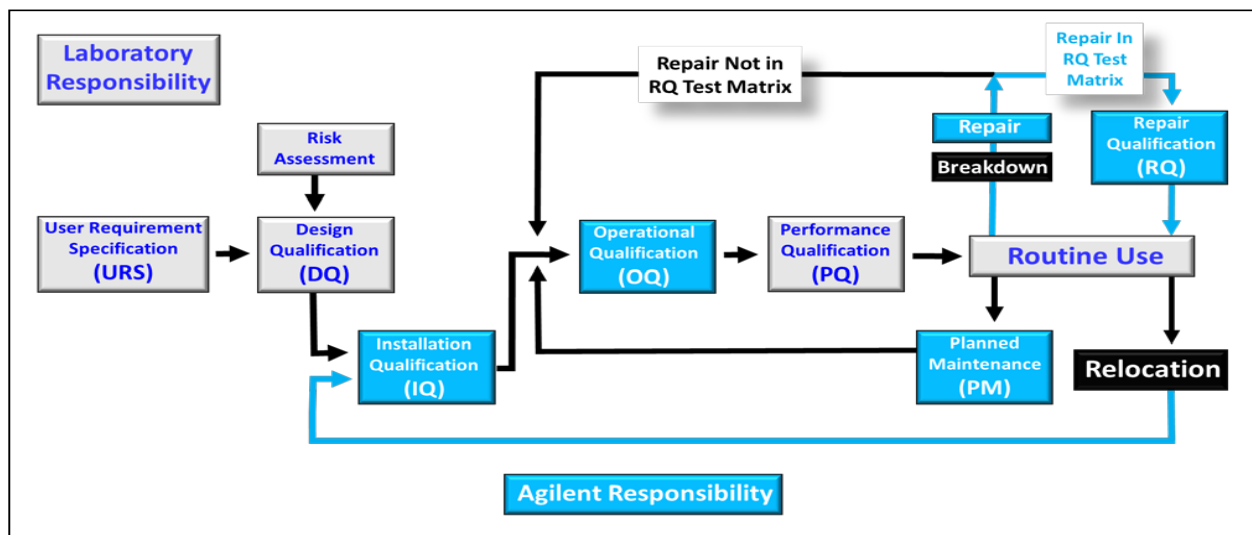 Laboratory
Responsibility
Repair Not in
RQ Test Matrix
Repair In
RQ Test
Matrix
Risk
Assessment
Repair
Breakdown
Repair
Qualification
(RQ)
User Requirement
Specification
(URS)
Design
Qualification
(DQ)
Operational
Qualification
(OQ)
Performance
Qualification
(PQ)
Routine Use
Installation
Qualification
(IQ)
Planned
Maintenance
(PM)
Relocation
Agilent Responsibility